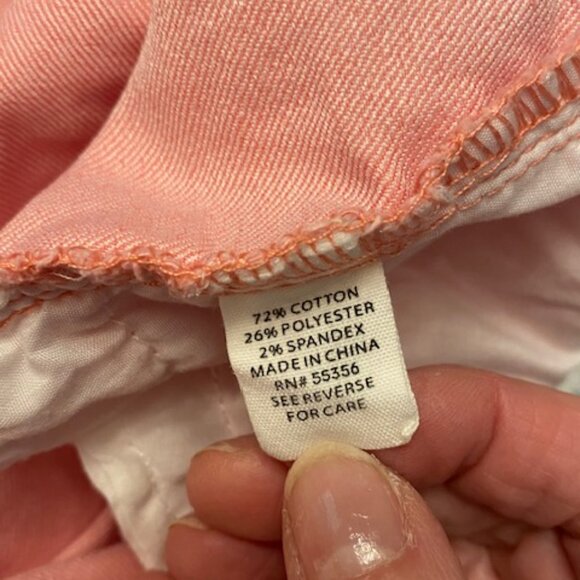 72% COTTON
26% POLYESTER
2% SPANDEX
MADE IN CHINA
RN# 55356
SEE REVERSE
FOR CARE